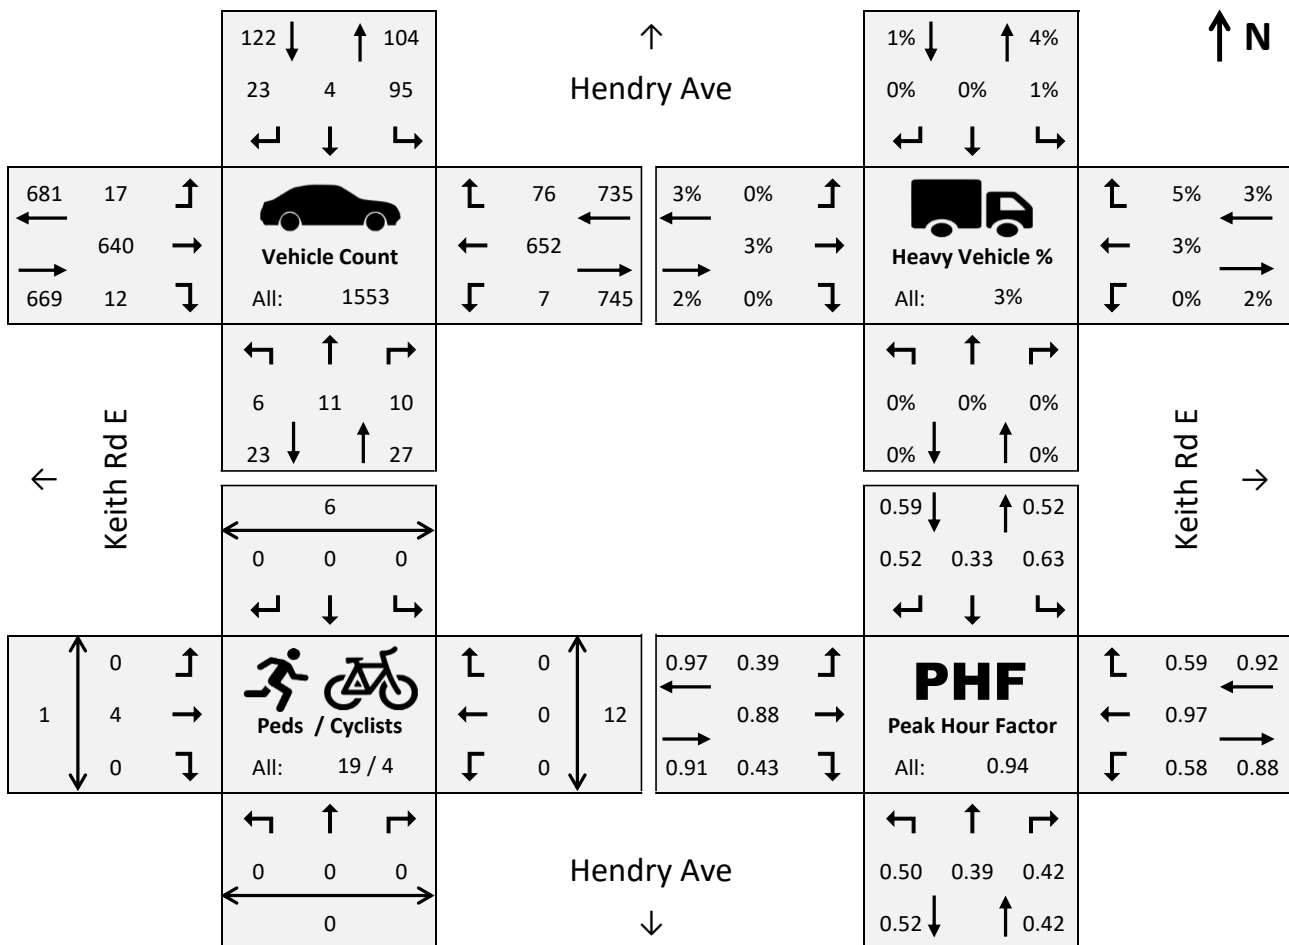 122 104 1% 4% N
23 4 95 Hendry Ave 0% 0% 1%
681 17 76 735 3% 0% 5% 3%
640 652 3% 3%
Vehicle Count Heavy Vehicle %
669 12 All: 1553 7 745 2% 0% All: 3% 0% 2%
6 11 10 0% 0% 0%
23 27 0% 0%
Keith Rd E
Keith Rd E
6 0.59 0.52
0 0 0 0.52 0.33 0.63
0 0 0.97 0.39 PHF 0.59 0.92
1 4 0 12 0.88 0.97
Peds / Cyclists Peak Hour Factor
0 All: 19 / 4 0 0.91 0.43 All: 0.94 0.58 0.88
0 0 0 Hendry Ave 0.50 0.39 0.42
0 0.52 0.42